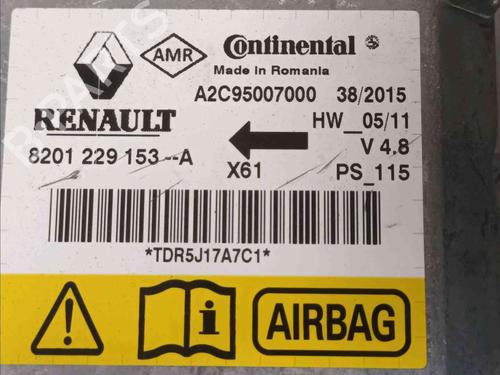 AMR
Continental
Made in Romania
A2C95007000 38/2015
RENAULT
HW__05/11
8201 229 153--A
X61
V 4.8
PS_115
*TDR5J17A7C1*
AIRBAG